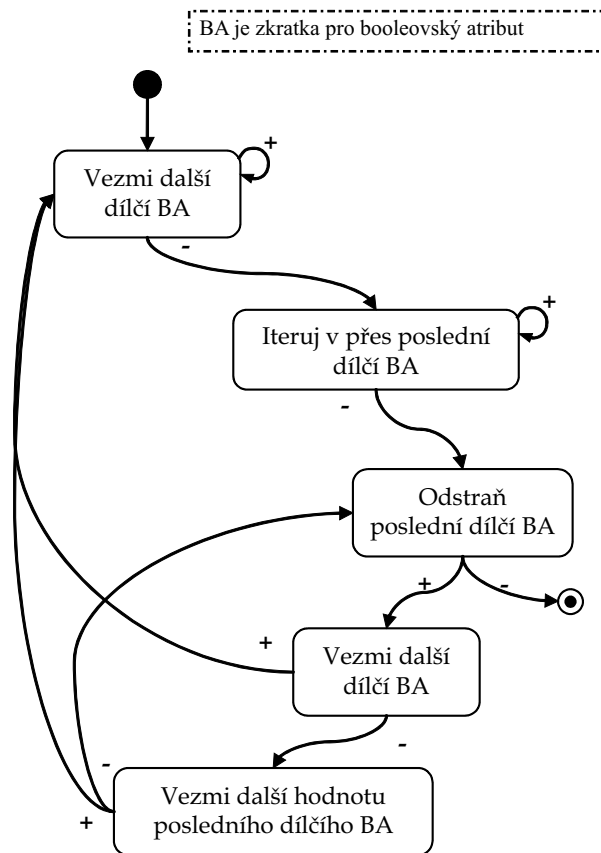 BA je zkratka pro booleovský atribut
+
Vezmi další
dílčí BA
-
+
Iteruj v přes poslední
dílčí BA
-
Odstraň
poslední dílčí BA
+
-
+
Vezmi další
dílčí BA
-
-
Vezmi další hodnotu
posledního dílčího BA
+